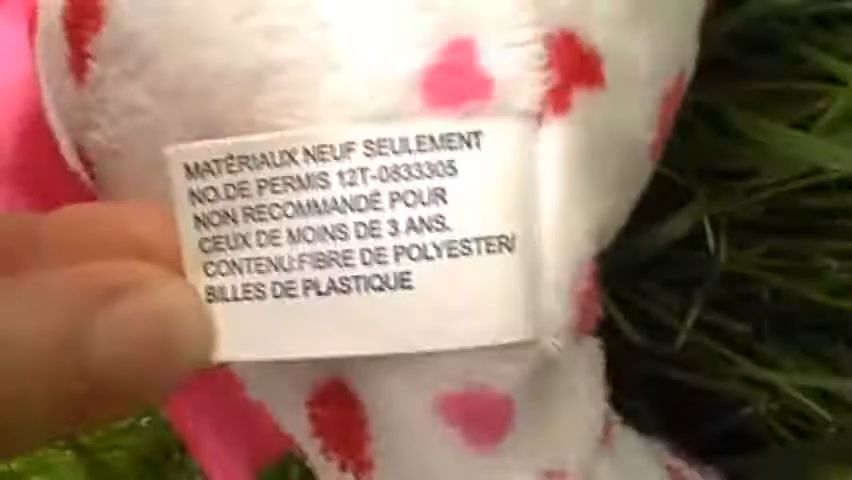 MATÉRIAUX NEUF SEULEMENT
NO.DE PERMIS 12T-0833305
NON RECOMMANDÉ POUR
CEUX DE MOINS DE 3 ANS.
CONTENU:FIBRE DE POLYESTER/
BILLES DE PLASTIQUE